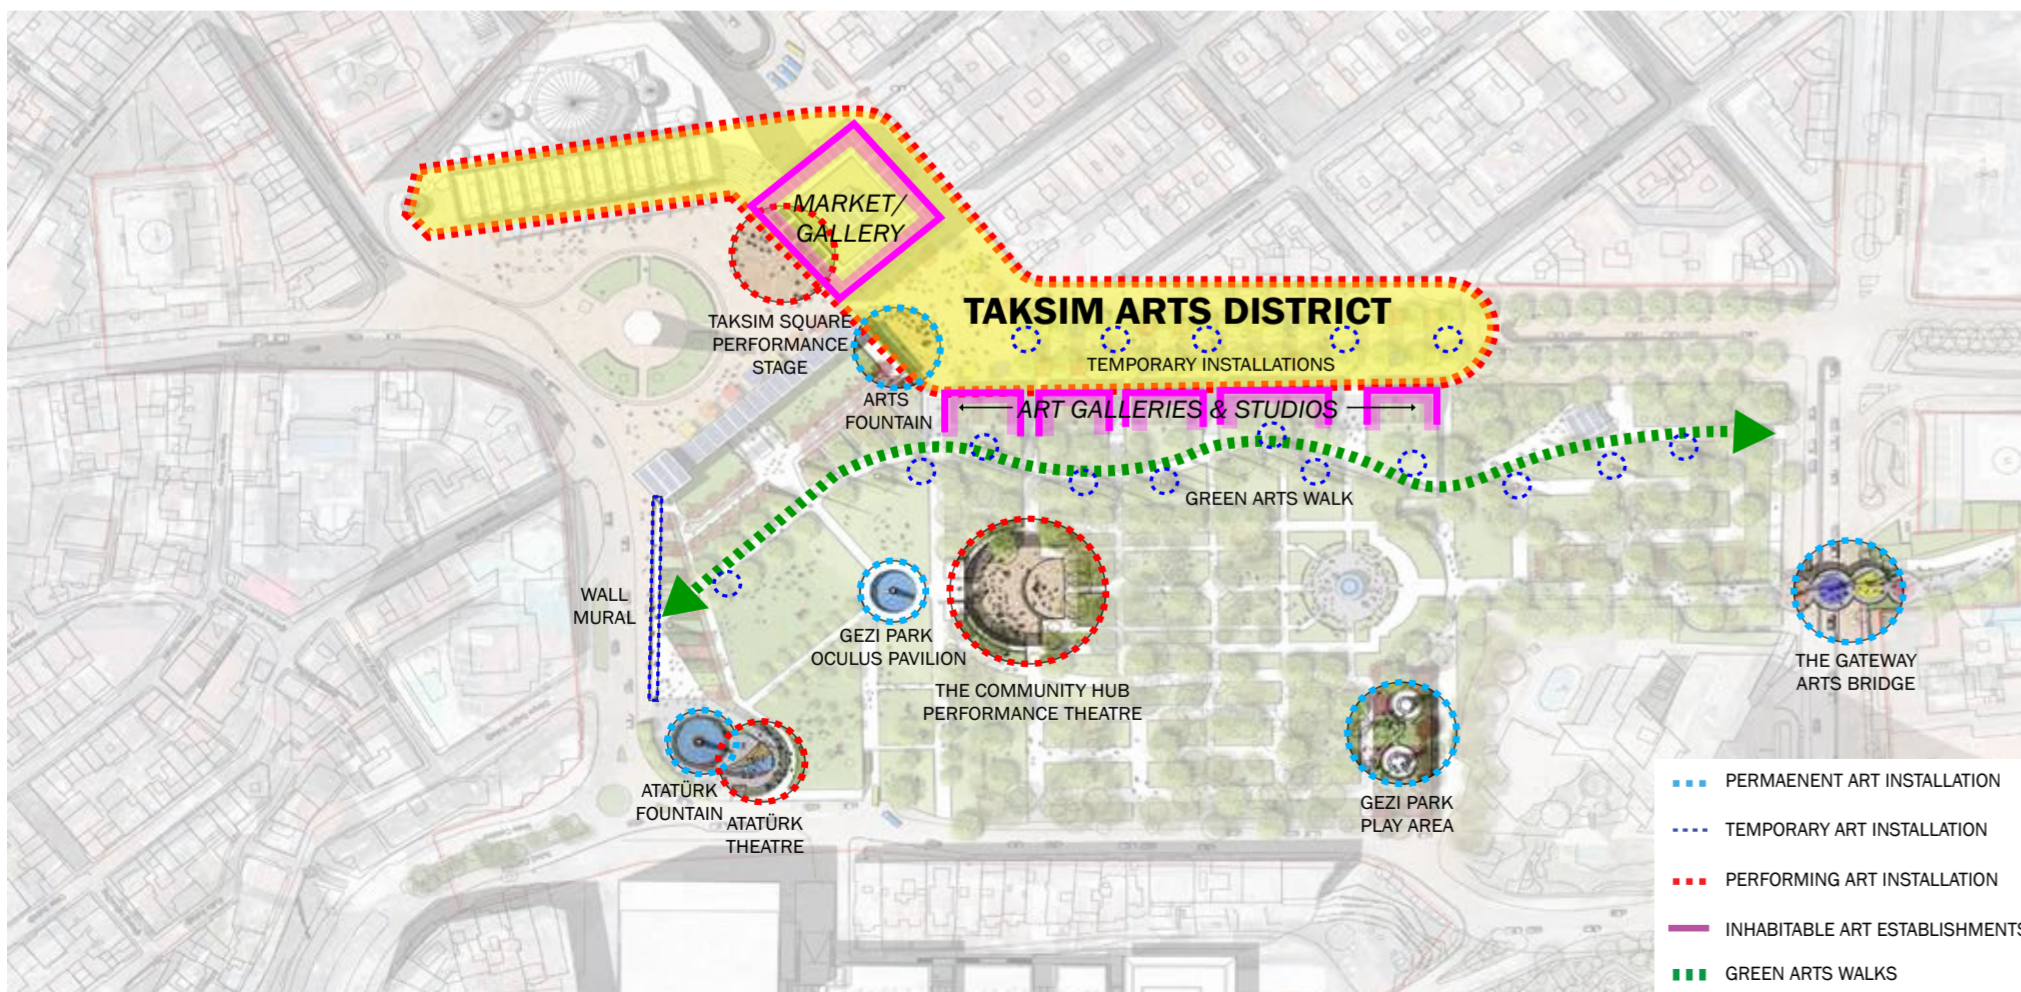 MARKET/
GALLERY
TAKSIM ARTS DISTRICT
TAKSIM SQUARE
PERFORMANCE
STAGE
TEMPORARY INSTALLATIONS
ARTS
FOUNTAIN
ART GALLERIES & STUDIOS
GREEN ARTS WALK
WALL
MURAL
GEZI PARK
OCULUS PAVILION
THE COMMUNITY HUB
PERFORMANCE THEATRE
THE GATEWAY
ARTS BRIDGE
ATATÜRK
FOUNTAIN
ATATÜRK
THEATRE
GEZI PARK
PLAY AREA
PERMAENENT ART INSTALLATION
TEMPORARY ART INSTALLATION
PERFORMING ART INSTALLATION
INHABITABLE ART ESTABLISHMENTS
GREEN ARTS WALKS